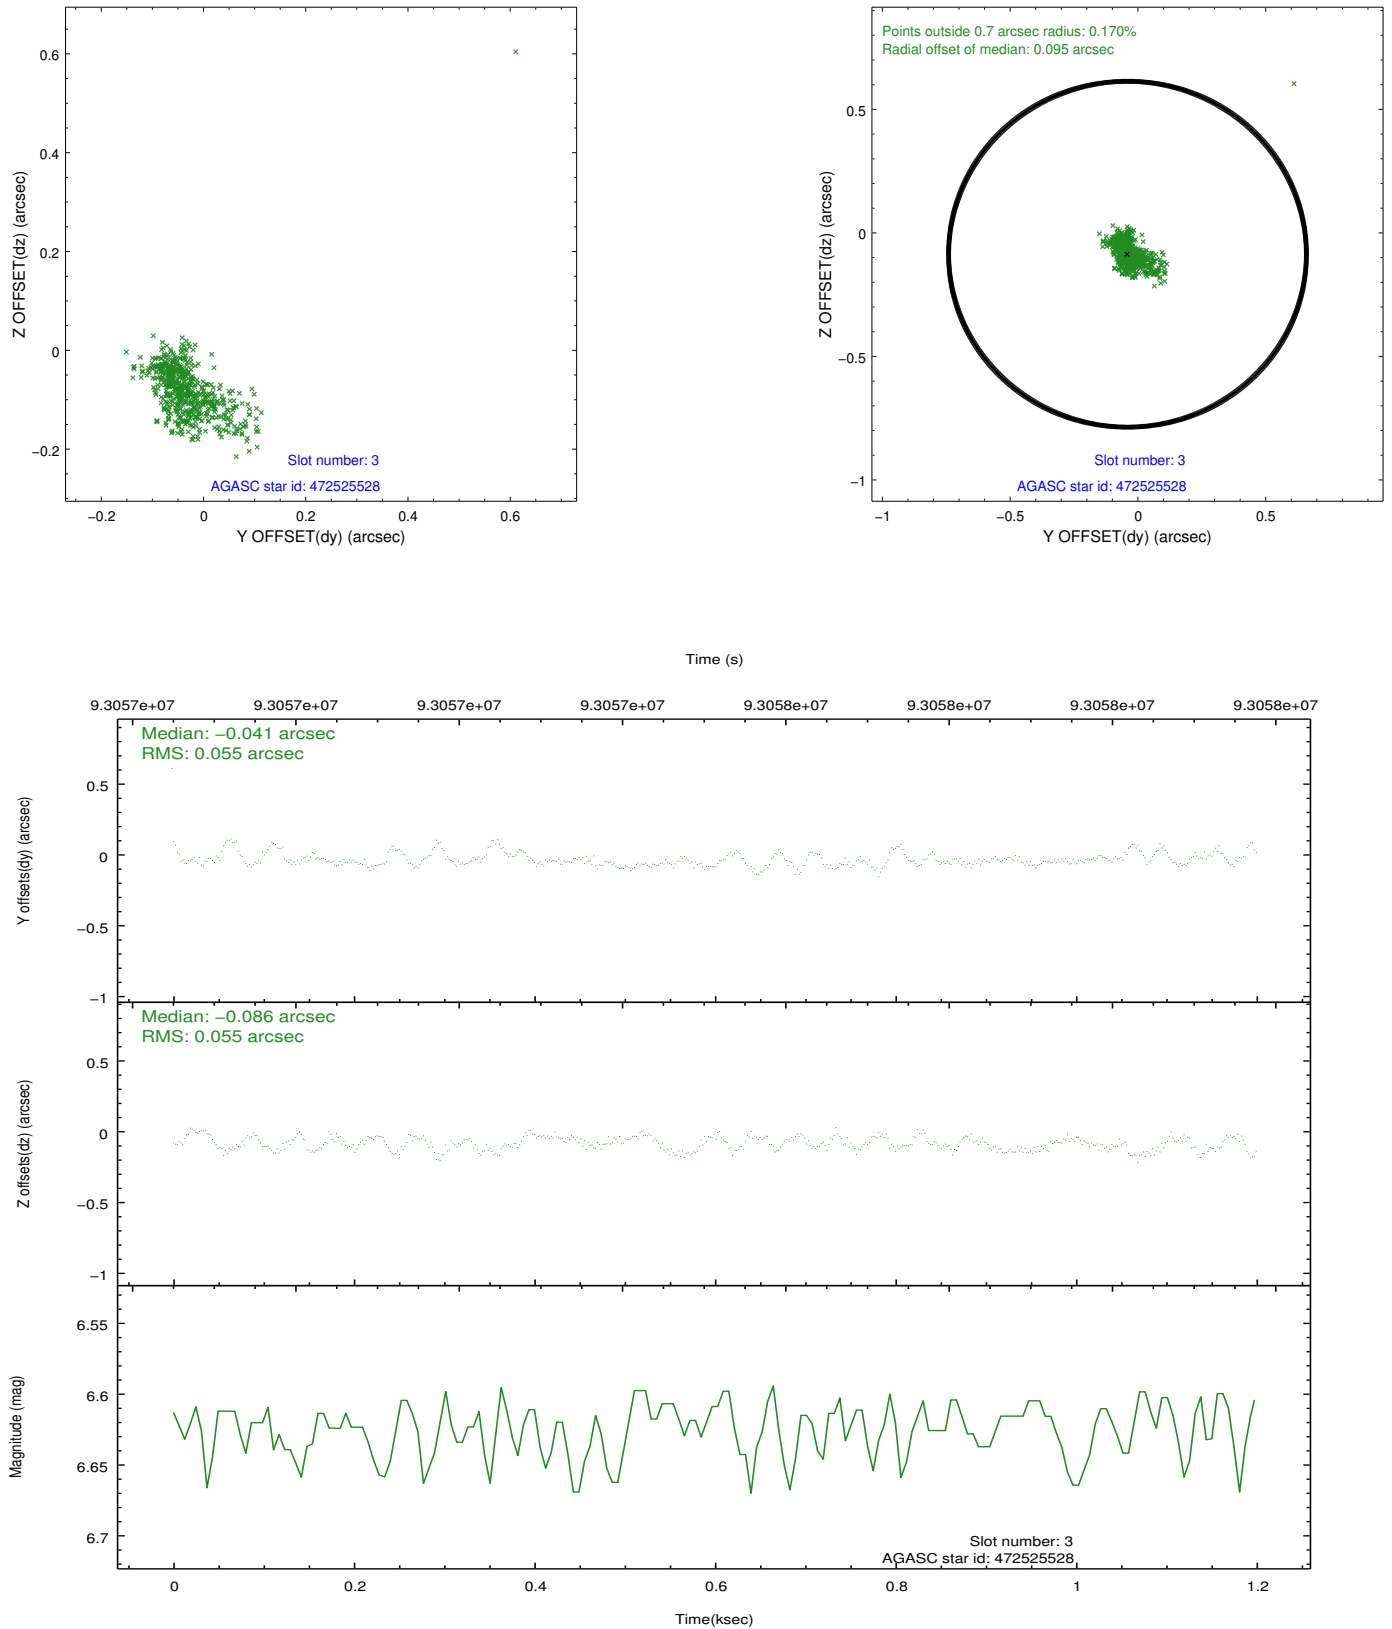 0.6
0.4
0.2
0
−0.2
Z OFFSET(dz) (arcsec)
Slot number: 3
AGASC star id: 472525528
−0.2 0 0.2 0.4 0.6
Y OFFSET(dy) (arcsec)
Points outside 0.7 arcsec radius: 0.170%
Radial offset of median: 0.095 arcsec
0.5
0
−0.5
−1
Z OFFSET(dz) (arcsec)
Slot number: 3
AGASC star id: 472525528
−1 −0.5 0 0.5
Y OFFSET(dy) (arcsec)
Time (s)
9.3057e+07 9.3057e+07 9.3057e+07 9.3057e+07 9.3058e+07 9.3058e+07 9.3058e+07 9.3058e+07
Median: −0.041 arcsec
RMS: 0.055 arcsec
0.5
0
−0.5
−1
Y offsets(dy) (arcsec)
Median: −0.086 arcsec
RMS: 0.055 arcsec
0.5
0
−0.5
−1
Z offsets(dz) (arcsec)
6.55
6.6
6.65
6.7
Magnitude (mag)
Slot number: 3
AGASC star id: 472525528
0 0.2 0.4 0.6 0.8 1 1.2
Time(ksec)